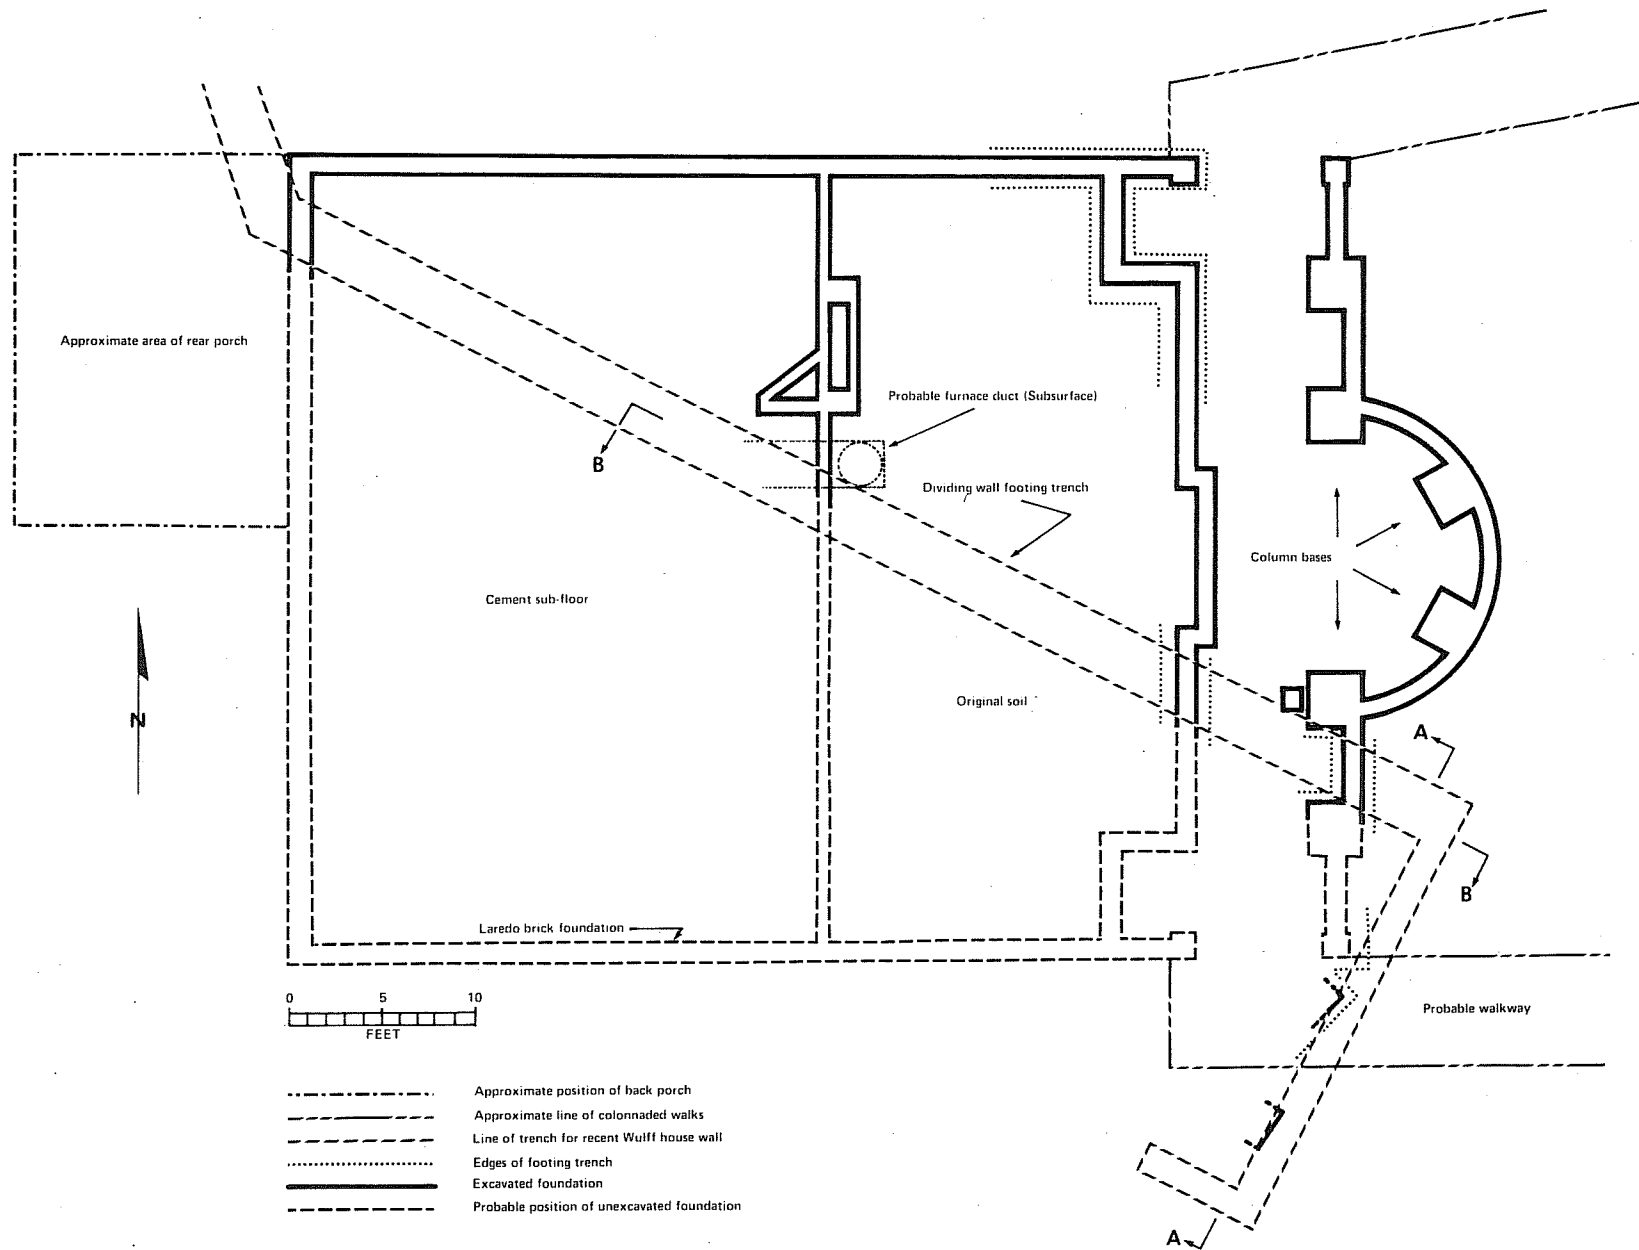 Approximate area of rear porch
Probable furnace duct (Subsurface)
B
Dividing wall footing trench
Column bases
Cement sub-floor
Original soil
N
A
B
Laredo brick foundation
0 5 10
FEET
Probable walkway
Approximate position of back porch
Approximate line of colonnaded walks
Line of trench for recent Wulff house wall
Edges of footing trench
Excavated foundation
Probable position of unexcavated foundation
A